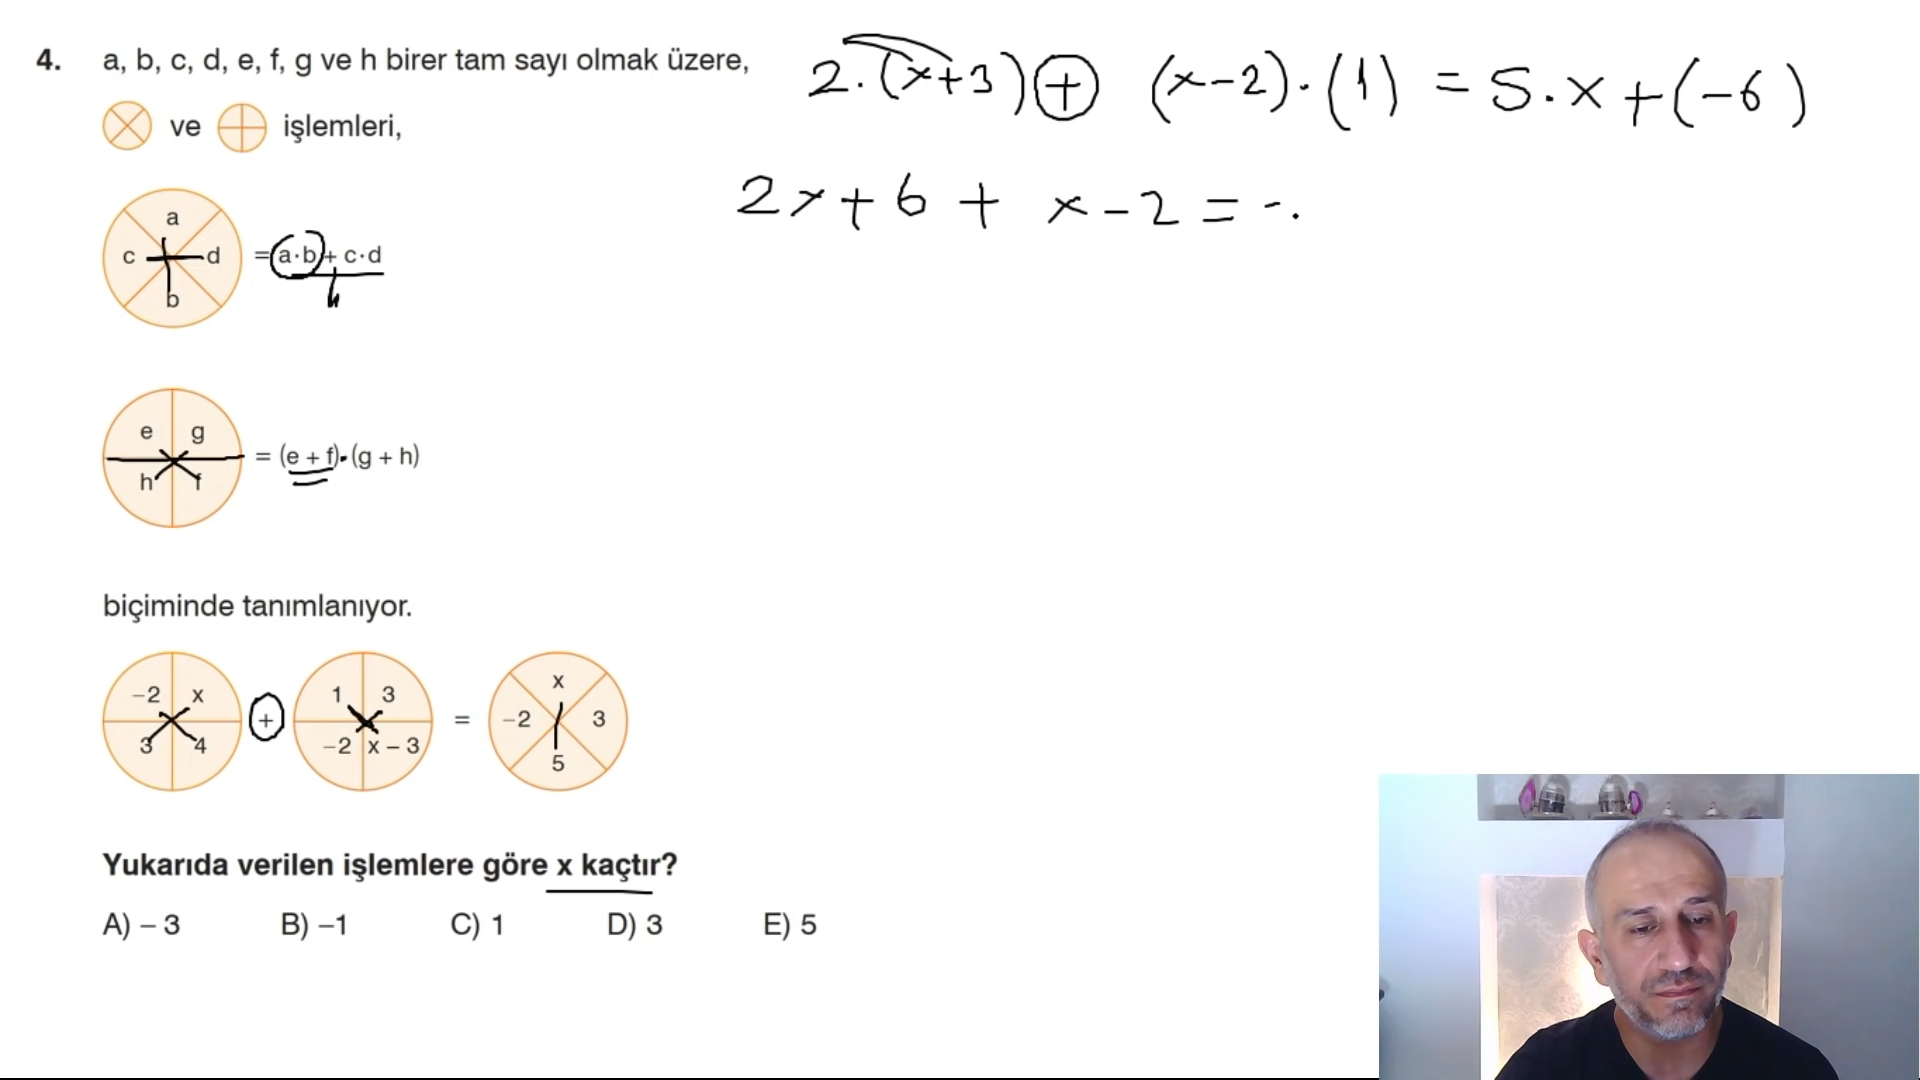 4. a, b, c, d, e, f, g ve h birer tam sayı olmak üzere,
ve işlemleri,
a
c d
b
= a·b + c·d
e g
h f
= (e + f)·(g + h)
biçiminde tanımlanıyor.
−2 x
3 4
+
1 3
−2 x − 3
=
x
−2 3
5
Yukarıda verilen işlemlere göre x kaçtır?
A) – 3 B) –1 C) 1 D) 3 E) 5
2.(x+3) + (x-2).(1) = 5.x+(-6)
2x+6 + x-2 = -.